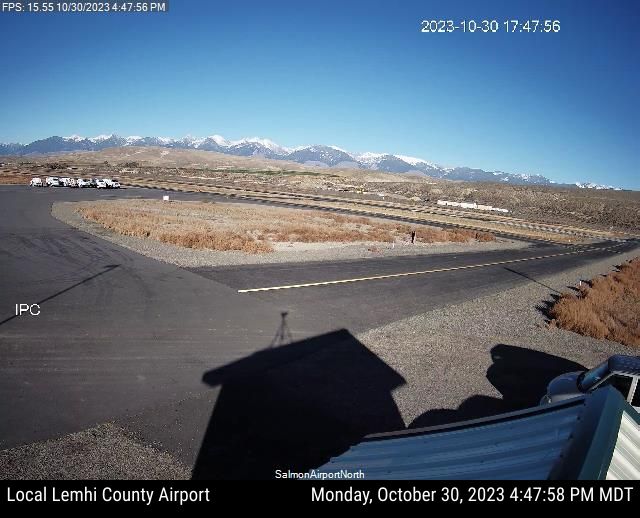 FPS: 15.55 10/30/2023 4:47:56 PM
2023-10-30 17:47:56
IPC
SalmonAirportNorth
Local Lemhi County Airport Monday, October 30, 2023 4:47:58 PM MDT